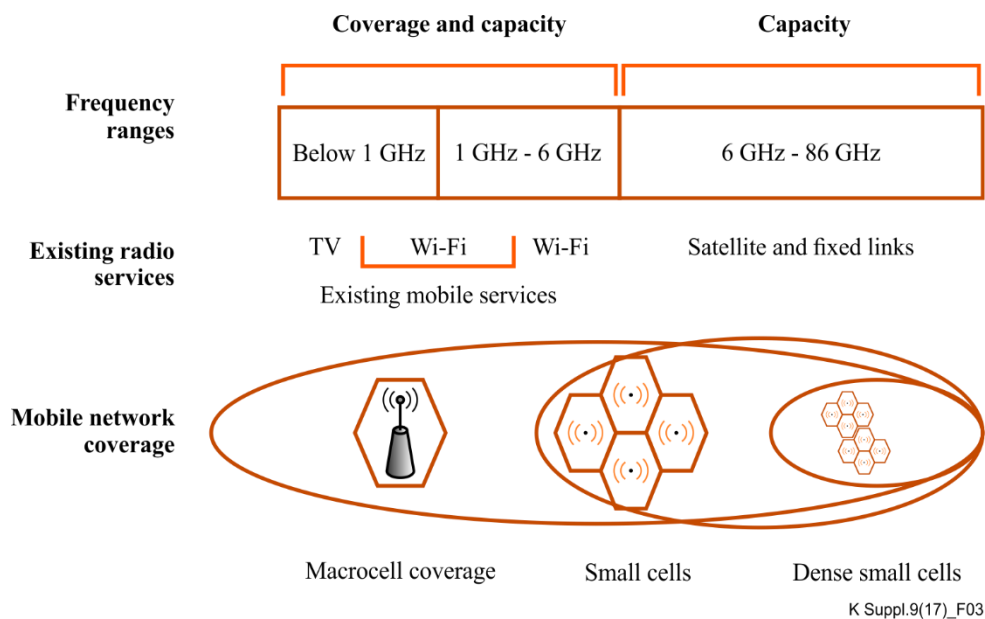 Coverage and capacity
Capacity
Frequency
ranges
Below 1 GHz
1 GHz - 6 GHz
6 GHz - 86 GHz
Existing radio
services
TV
Wi-Fi
Wi-Fi
Satellite and fixed links
Existing mobile services
Mobile network
coverage
Macrocell coverage
Small cells
Dense small cells
K Suppl.9(17)_F03